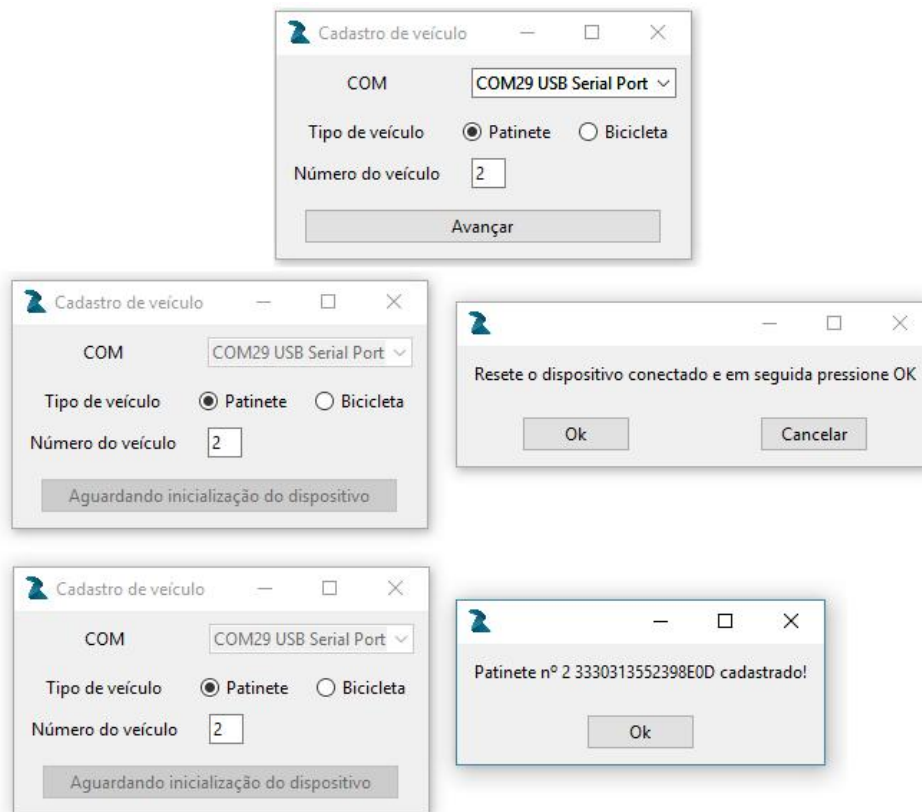 Cadastro de veículo
COM COM29 USB Serial Port
Tipo de veículo Patinete Bicicleta
Número do veículo 2
Avançar
Cadastro de veículo
COM COM29 USB Serial Port
Tipo de veículo Patinete Bicicleta
Número do veículo 2
Aguardando inicialização do dispositivo
Resete o dispositivo conectado e em seguida pressione OK
Ok Cancelar
Cadastro de veículo
COM COM29 USB Serial Port
Tipo de veículo Patinete Bicicleta
Número do veículo 2
Aguardando inicialização do dispositivo
Patinete nº 2 3330313552398E0D cadastrado!
Ok